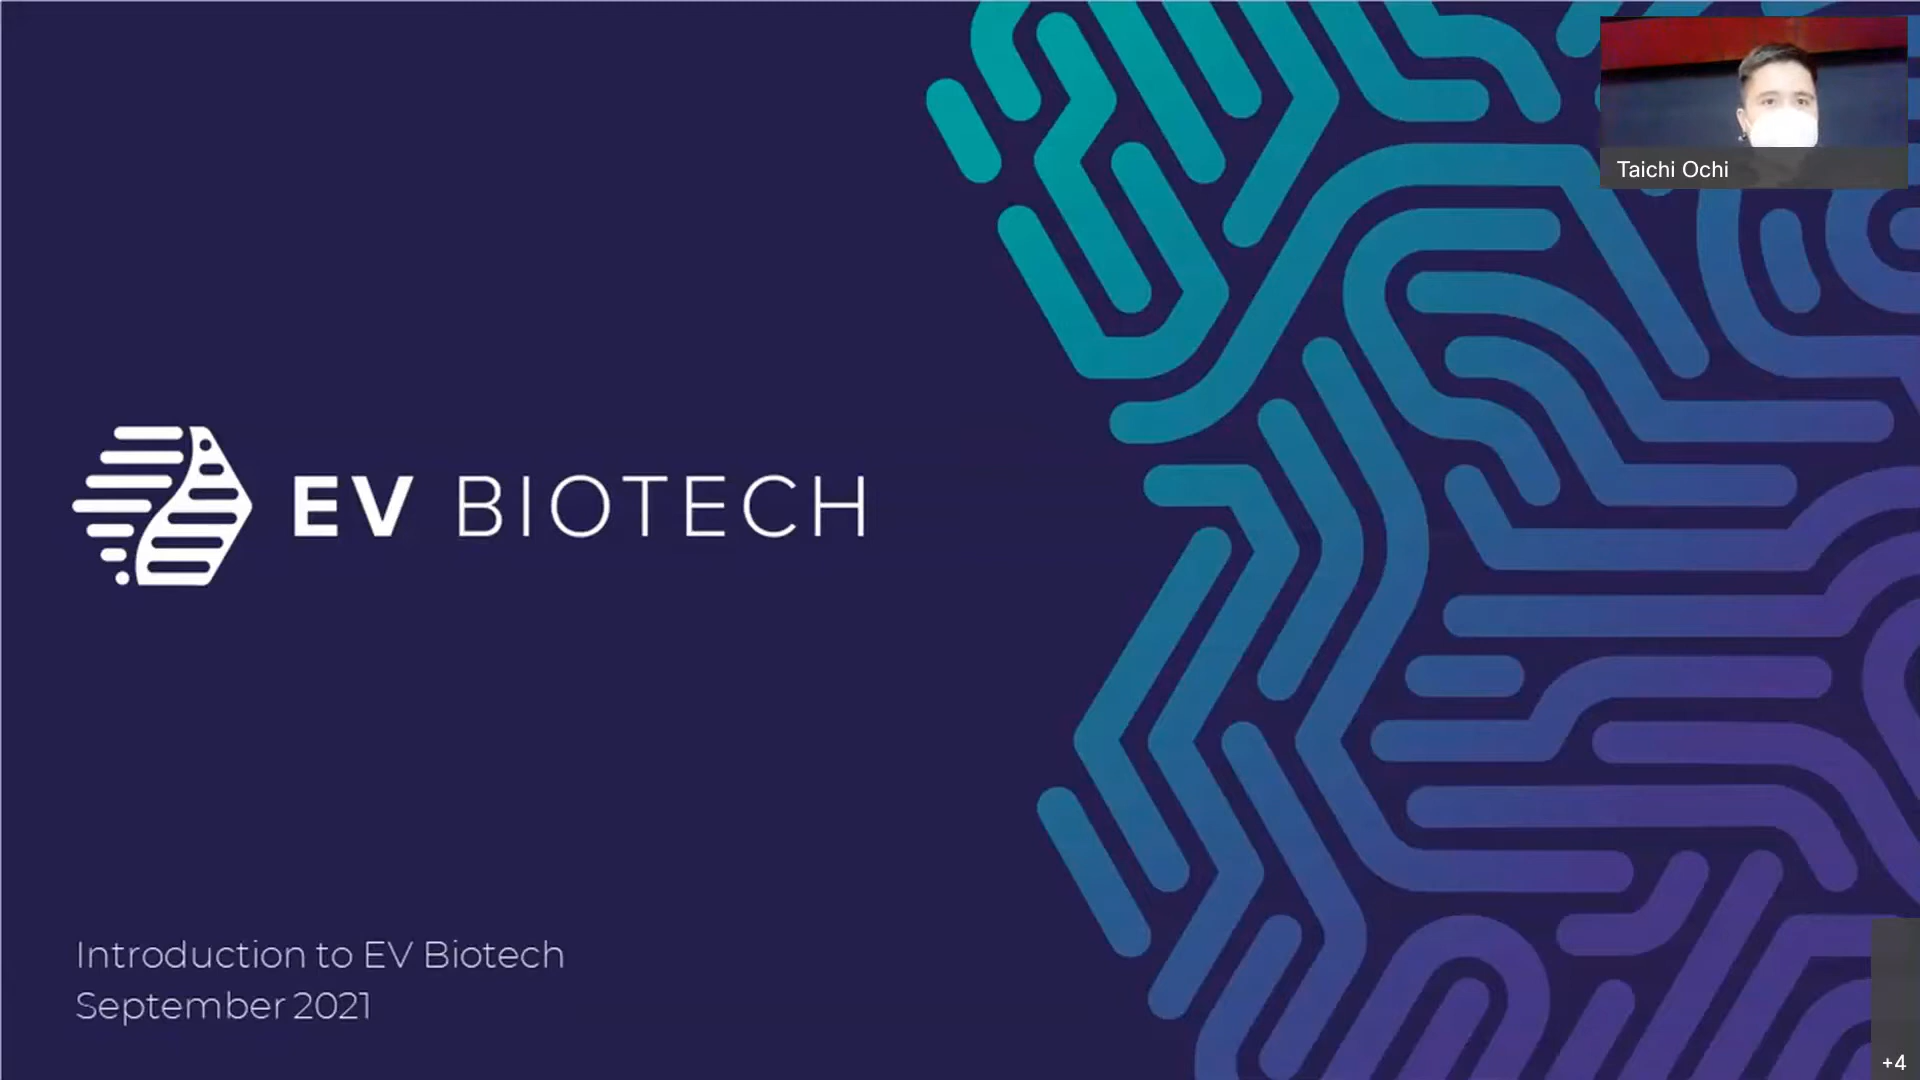 Taichi Ochi
EV BIOTECH
Introduction to EV Biotech
September 2021
+4